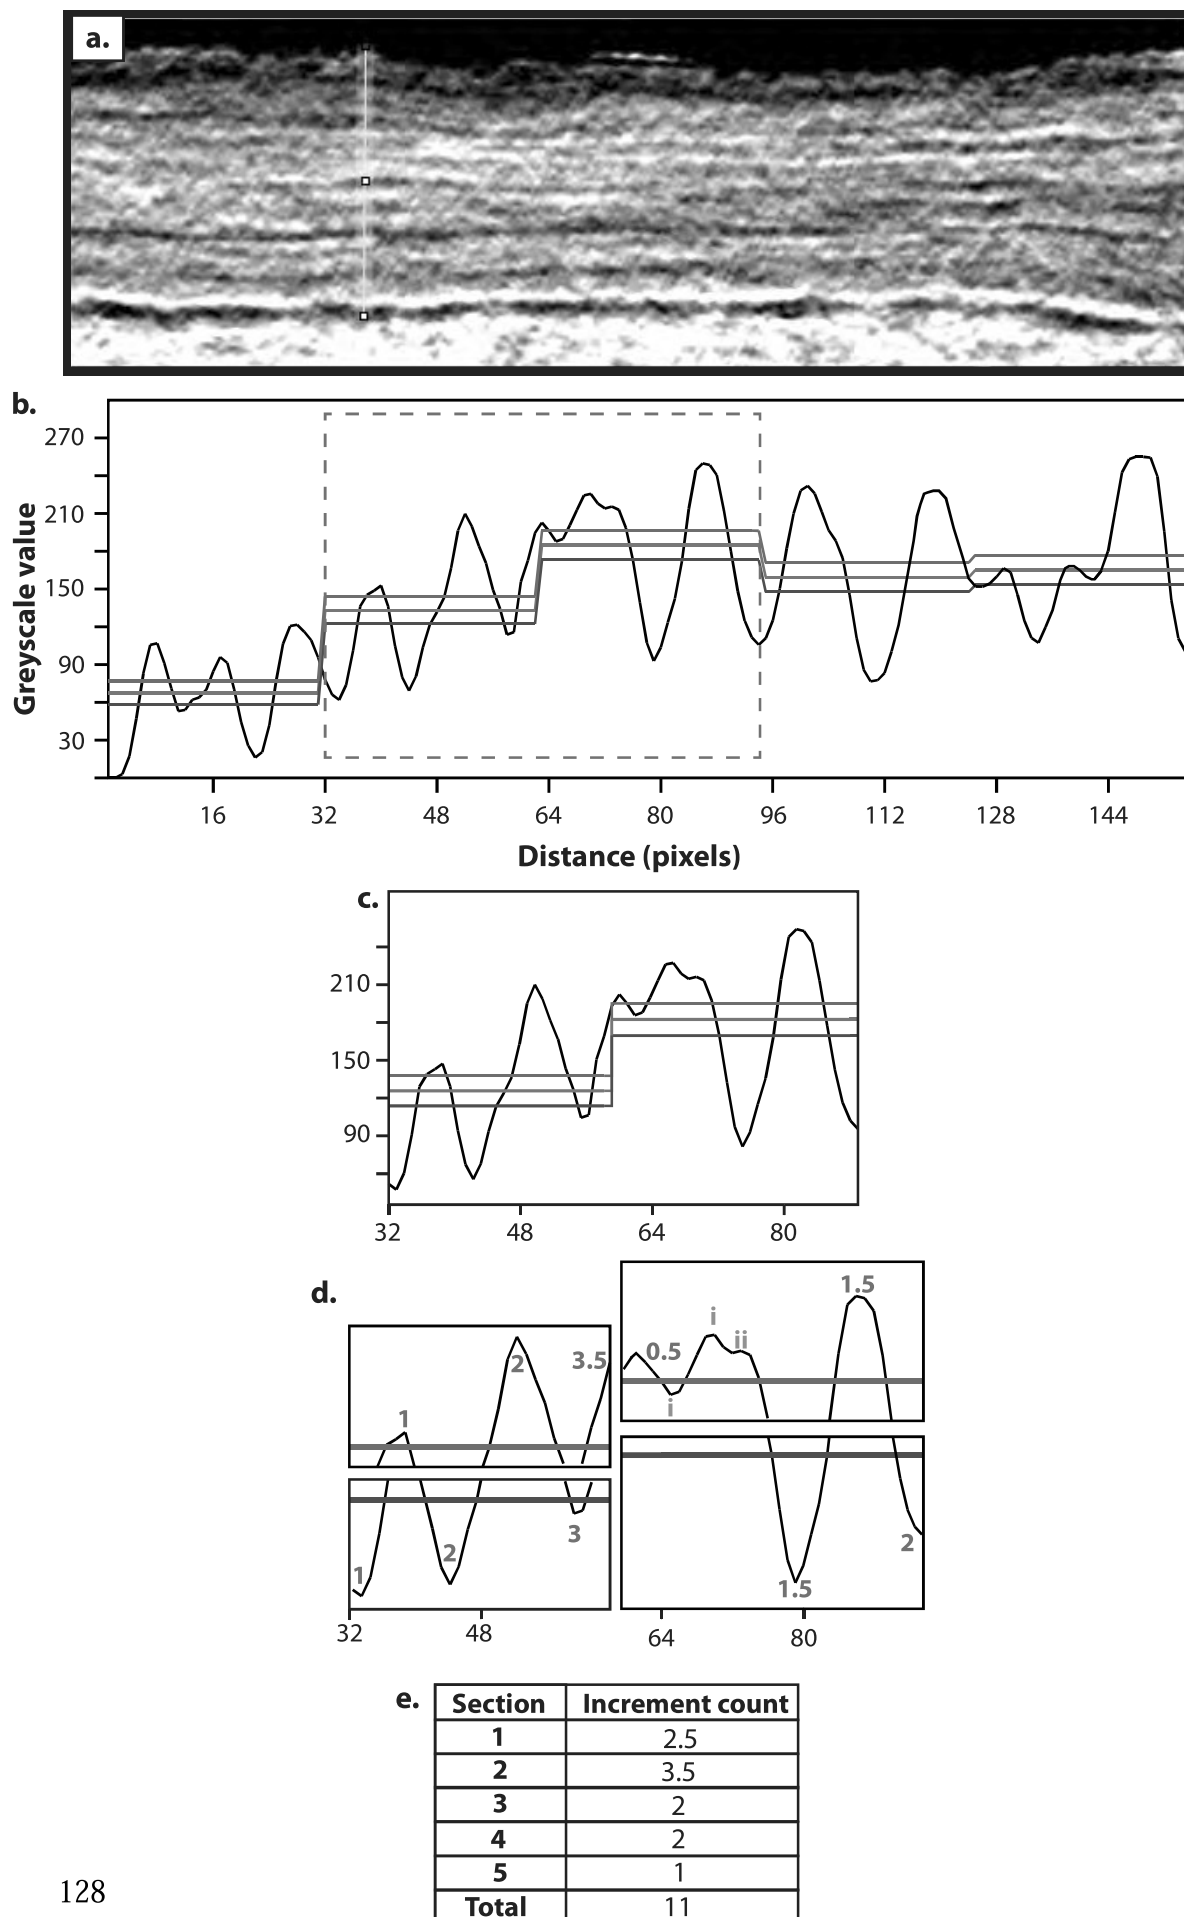 a.
b.
270
210
150
90
30
Greyscale value
16 32 48 64 80 96 112 128 144
Distance (pixels)
c.
210
150
90
32 48 64 80
d.
1 2 3.5
1 2 3
32 48
0.5 i ii 1.5
i
1.5 2
64 80
e.
Section Increment count
1 2.5
2 3.5
3 2
4 2
5 1
Total 11
128